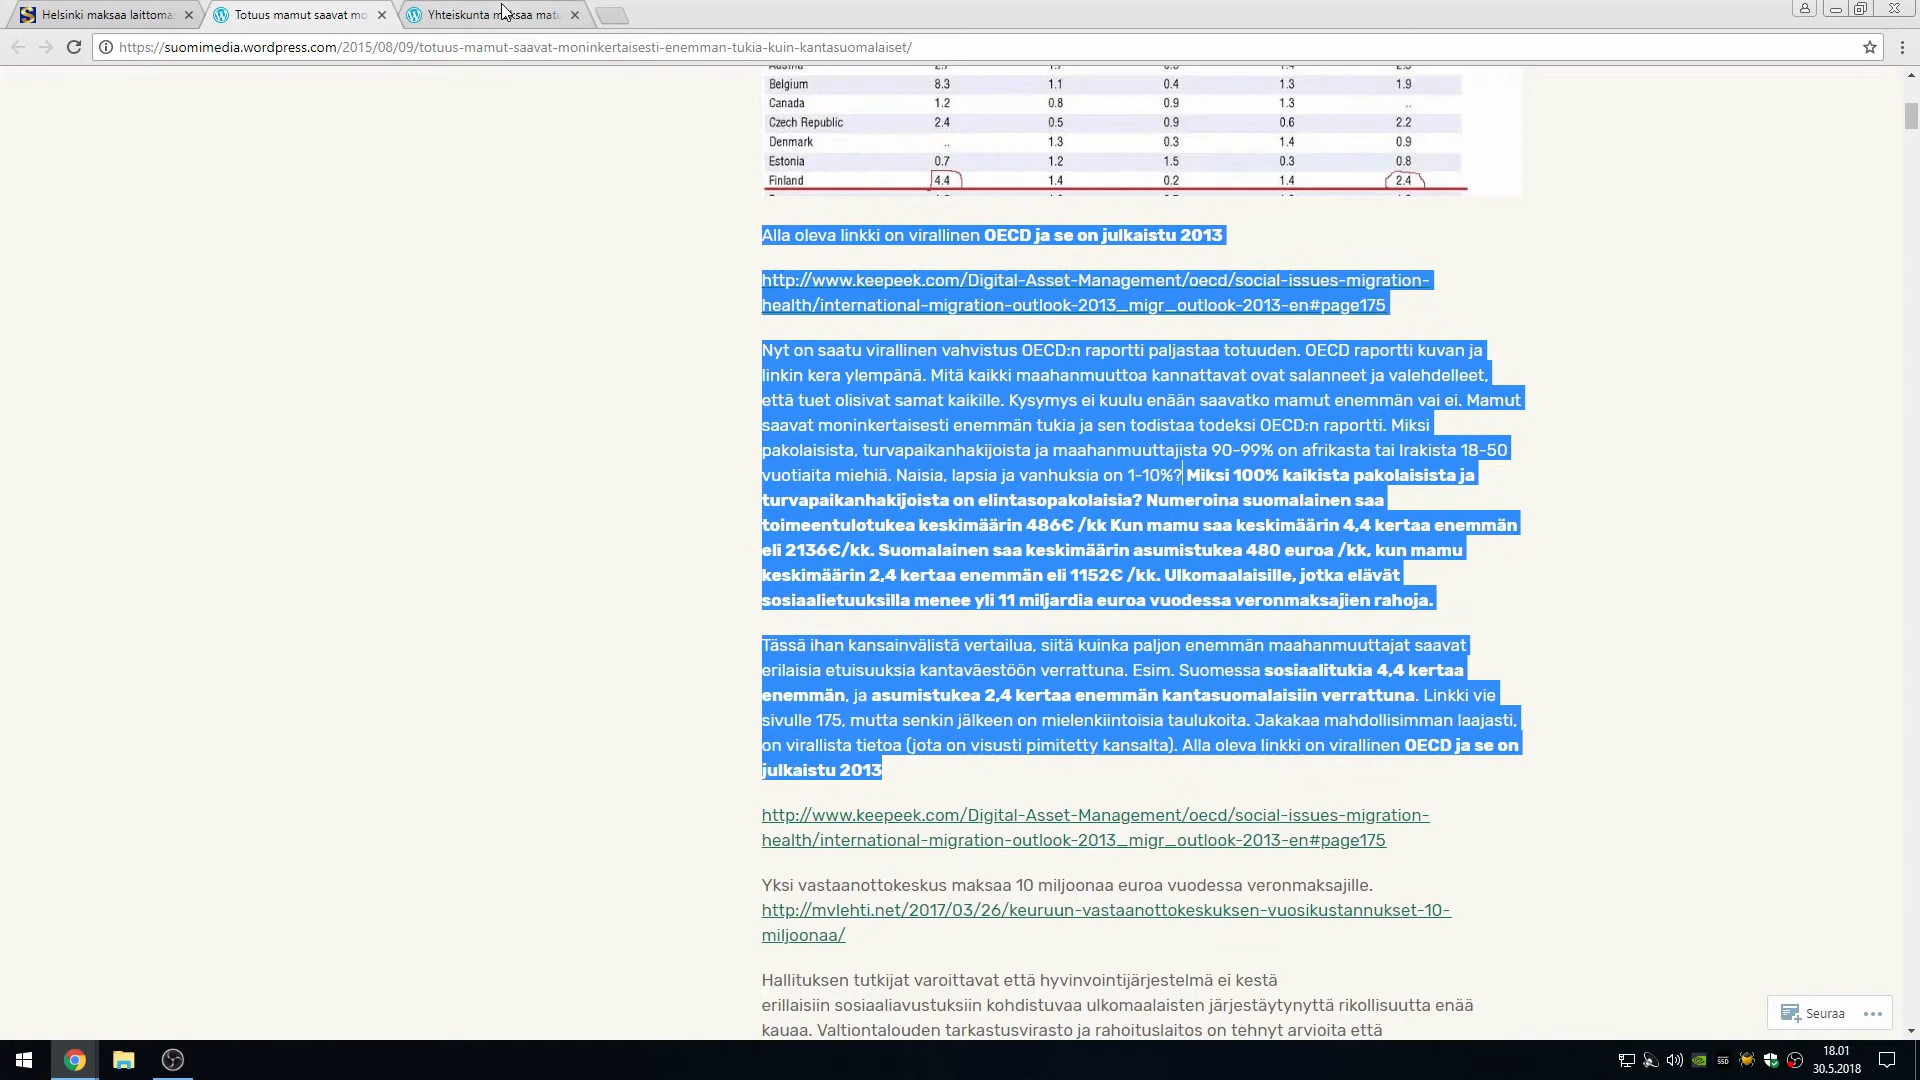 Helsinki maksaa laittoma
Totuus mamut saavat mo
Yhteiskunta maksaa matu
https://suomimedia.wordpress.com/2015/08/09/totuus-mamut-saavat-moninkertaisesti-enemman-tukia-kuin-kantasuomalaiset/
Belgium 8.3 1.1 0.4 1.3 1.9
Canada 1.2 0.8 0.9 1.3 ..
Czech Republic 2.4 0.5 0.9 0.6 2.2
Denmark .. 1.3 0.3 1.4 0.9
Estonia 0.7 1.2 1.5 0.3 0.8
Finland 4.4 1.4 0.2 1.4 2.4
Alla oleva linkki on virallinen OECD ja se on julkaistu 2013
http://www.keepeek.com/Digital-Asset-Management/oecd/social-issues-migration-
health/international-migration-outlook-2013_migr_outlook-2013-en#page175
Nyt on saatu virallinen vahvistus OECD:n raportti paljastaa totuuden. OECD raportti kuvan ja
linkin kera ylempänä. Mitä kaikki maahanmuuttoa kannattavat ovat salanneet ja valehdelleet,
että tuet olisivat samat kaikille. Kysymys ei kuulu enään saavatko mamut enemmän vai ei. Mamut
saavat moninkertaisesti enemmän tukia ja sen todistaa todeksi OECD:n raportti. Miksi
pakolaisista, turvapaikanhakijoista ja maahanmuuttajista 90-99% on afrikasta tai Irakista 18-50
vuotiaita miehiä. Naisia, lapsia ja vanhuksia on 1-10%? Miksi 100% kaikista pakolaisista ja
turvapaikanhakijoista on elintasopakolaisia? Numeroina suomalainen saa
toimeentulotukea keskimäärin 486€ /kk Kun mamu saa keskimäärin 4,4 kertaa enemmän
eli 2136€/kk. Suomalainen saa keskimäärin asumistukea 480 euroa /kk, kun mamu
keskimäärin 2,4 kertaa enemmän eli 1152€ /kk. Ulkomaalaisille, jotka elävät
sosiaalietuuksilla menee yli 11 miljardia euroa vuodessa veronmaksajien rahoja.
Tässä ihan kansainvälistä vertailua, siitä kuinka paljon enemmän maahanmuuttajat saavat
erilaisia etuisuuksia kantaväestöön verrattuna. Esim. Suomessa sosiaalitukia 4,4 kertaa
enemmän, ja asumistukea 2,4 kertaa enemmän kantasuomalaisiin verrattuna. Linkki vie
sivulle 175, mutta senkin jälkeen on mielenkiintoisia taulukoita. Jakakaa mahdollisimman laajasti,
on virallista tietoa (jota on visusti pimitetty kansalta). Alla oleva linkki on virallinen OECD ja se on
julkaistu 2013
http://www.keepeek.com/Digital-Asset-Management/oecd/social-issues-migration-
health/international-migration-outlook-2013_migr_outlook-2013-en#page175
Yksi vastaanottokeskus maksaa 10 miljoonaa euroa vuodessa veronmaksajille.
http://mvlehti.net/2017/03/26/keuruun-vastaanottokeskuksen-vuosikustannukset-10-
miljoonaa/
Hallituksen tutkijat varoittavat että hyvinvointijärjestelmä ei kestä
erillaisiin sosiaaliavustuksiin kohdistuvaa ulkomaalaisten järjestäytynyttä rikollisuutta enää
kauaa. Valtiontalouden tarkastusvirasto ja rahoituslaitos on tehnyt arvioita että
Seuraa
18.01
30.5.2018